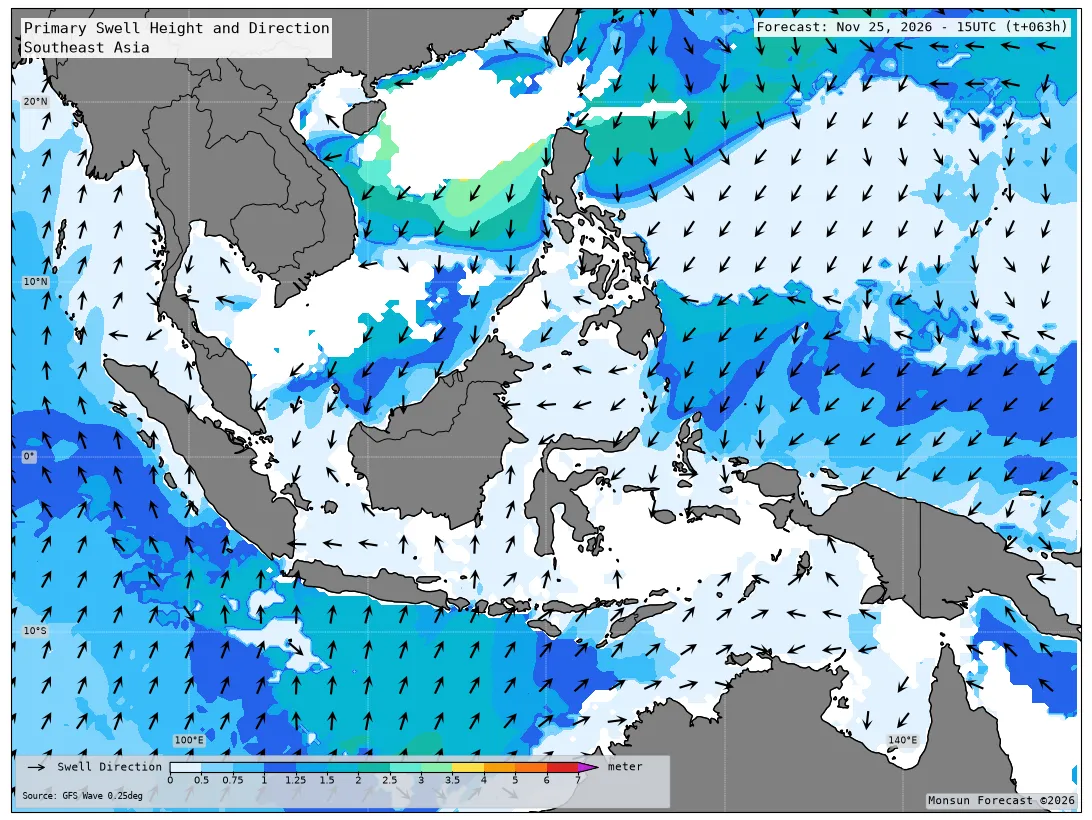 Primary Swell Height and Direction
Southeast Asia
Forecast: Nov 25, 2026 - 15UTC (t+063h)
20°N
10°N
0°
10°S
100°E
140°E
Swell Direction
0 0.5 0.75 1 1.25 1.5 2 2.5 3 3.5 4 5 6 7
meter
Source: GFS Wave 0.25deg
Monsun Forecast ©2026